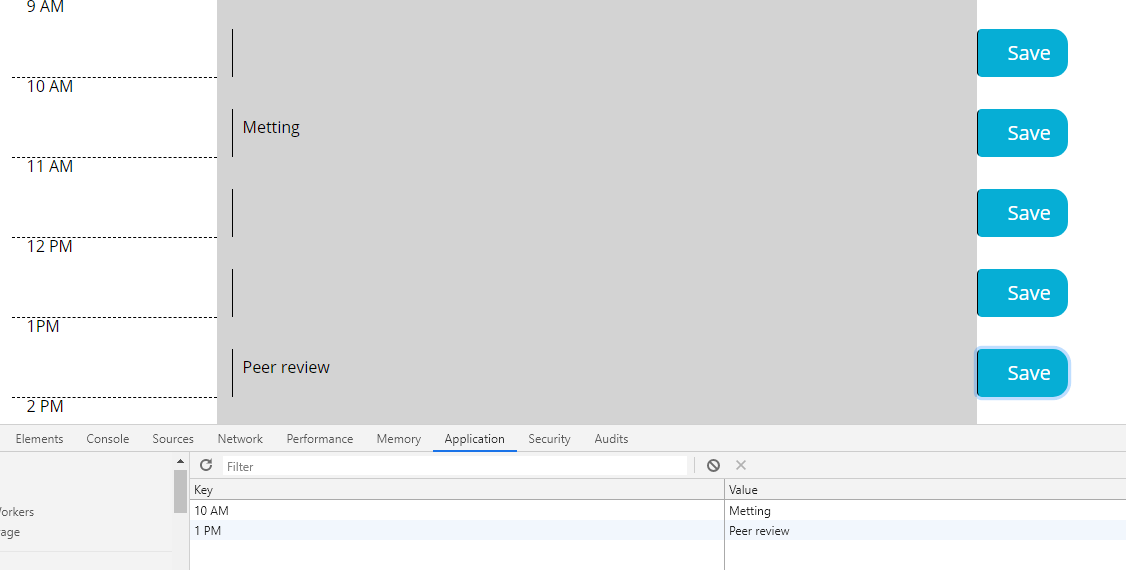 9 AM
Save
10 AM
Metting Save
11 AM
Save
12 PM
Save
1PM
Peer review Save
2 PM
Elements Console Sources Network Performance Memory Application Security Audits
Filter
Key Value
10 AM Metting
orkers
1 PM Peer review
age